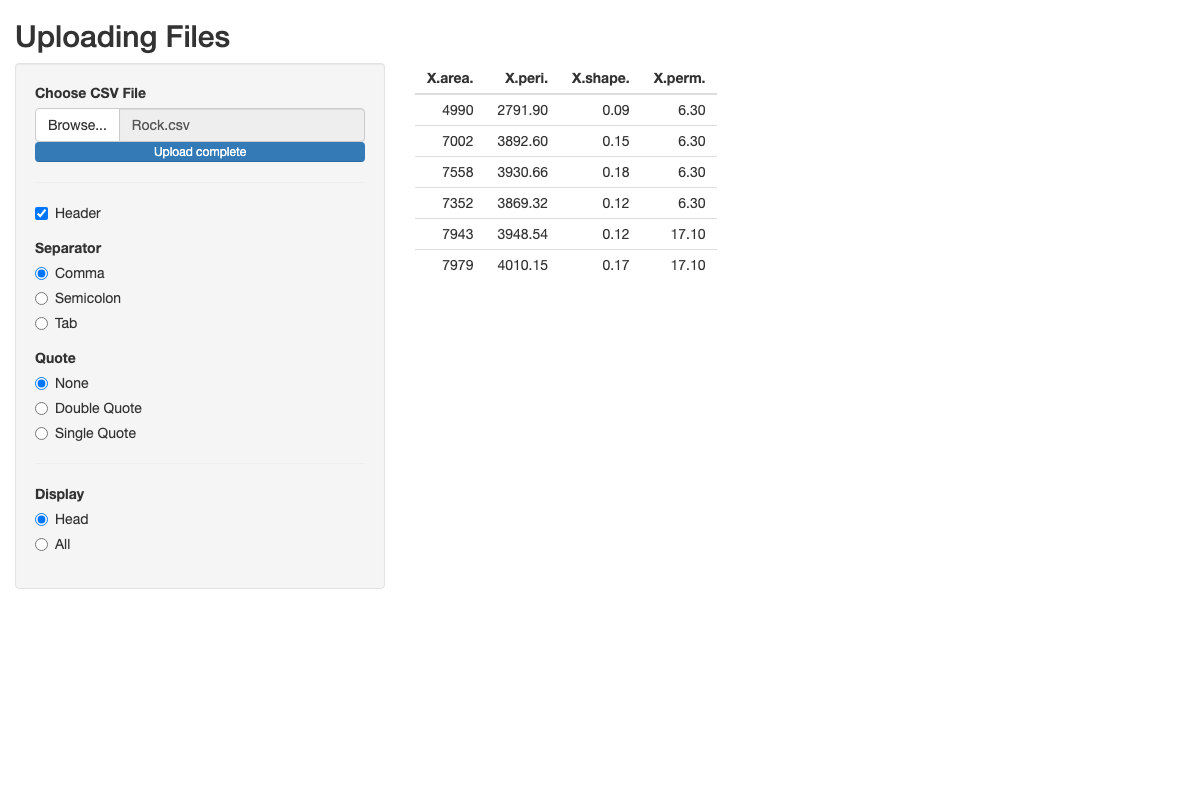 Uploading Files
Choose CSV File
Browse... Rock.csv
Upload complete
Header
Separator
Comma
Semicolon
Tab
Quote
None
Double Quote
Single Quote
Display
Head
All
X.area. X.peri. X.shape. X.perm.
4990 2791.90 0.09 6.30
7002 3892.60 0.15 6.30
7558 3930.66 0.18 6.30
7352 3869.32 0.12 6.30
7943 3948.54 0.12 17.10
7979 4010.15 0.17 17.10